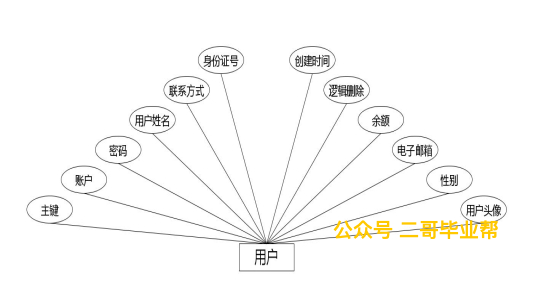 身份证号
创建时间
联系方式
逻辑删除
用户姓名
余额
密码
电子邮箱
账户
性别
主键
用户头像
公众号 二哥毕业帮
用户